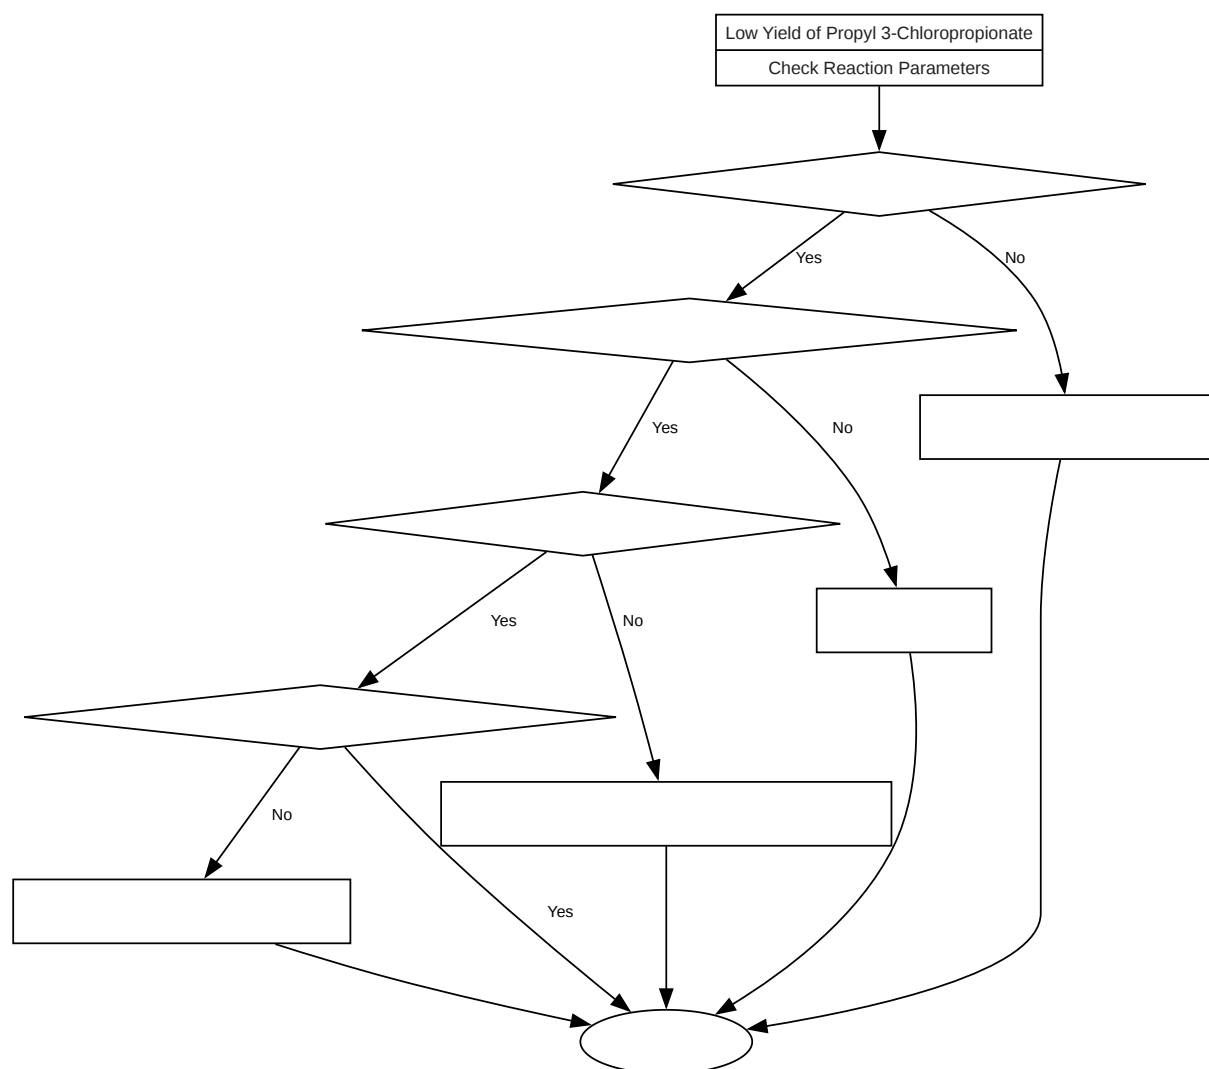 Low Yield of Propyl 3-Chloropropionate
Check Reaction Parameters
Yes
No
Yes
No
Yes
No
No
Yes